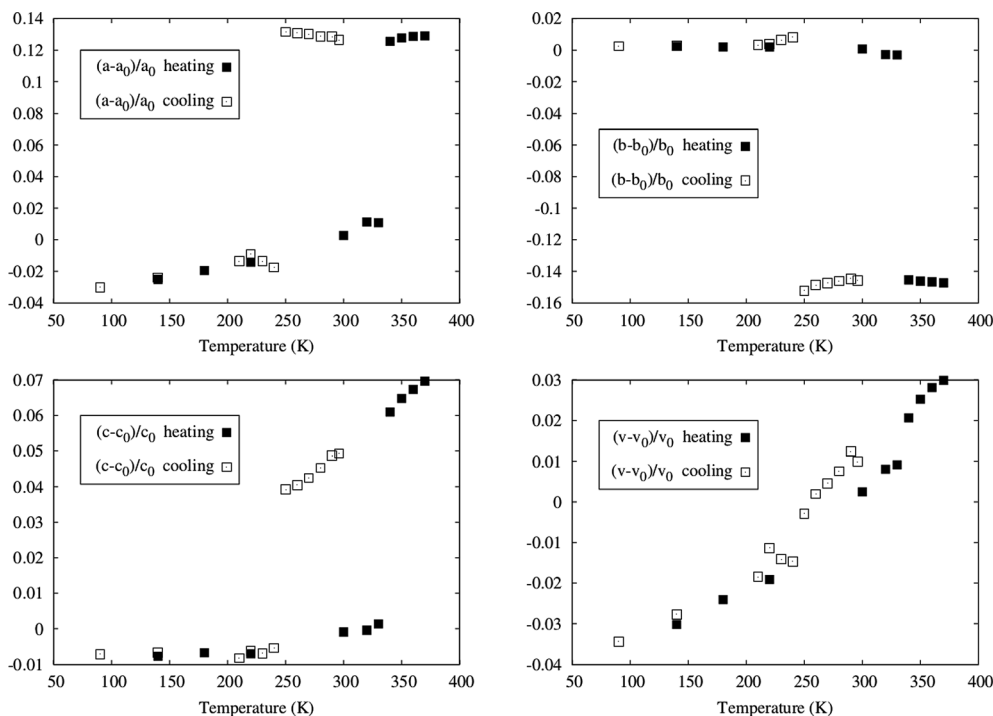 0.14
0.12
0.1
0.08
0.06
0.04
0.02
0
-0.02
-0.04
(a-a0)/a0 heating
(a-a0)/a0 cooling
50 100 150 200 250 300 350 400
Temperature (K)
0.02
0
-0.02
-0.04
-0.06
-0.08
-0.1
-0.12
-0.14
-0.16
(b-b0)/b0 heating
(b-b0)/b0 cooling
50 100 150 200 250 300 350 400
Temperature (K)
0.07
0.06
0.05
0.04
0.03
0.02
0.01
0
-0.01
(c-c0)/c0 heating
(c-c0)/c0 cooling
50 100 150 200 250 300 350 400
Temperature (K)
0.03
0.02
0.01
0
-0.01
-0.02
-0.03
-0.04
(v-v0)/v0 heating
(v-v0)/v0 cooling
50 100 150 200 250 300 350 400
Temperature (K)